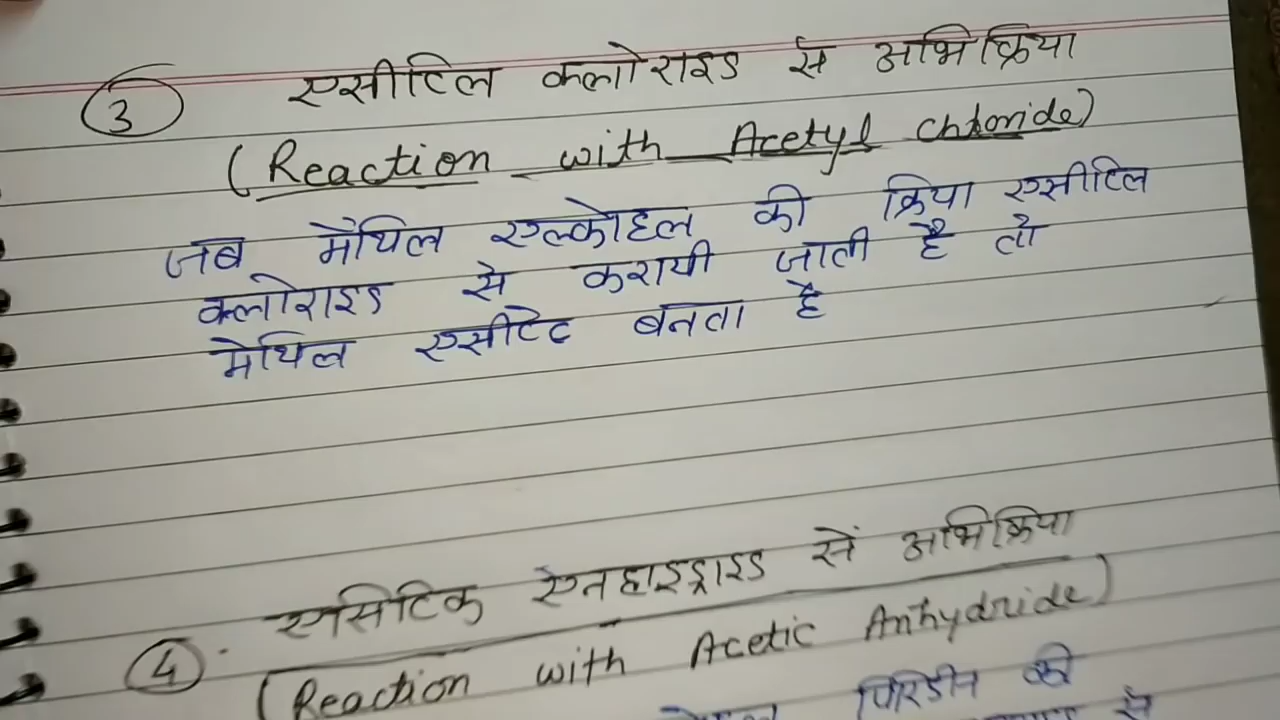 3 एसीटिल क्लोराइड से अभिक्रिया
(Reaction with Acetyl Chloride)
जब मैथिल एल्कोहल की क्रिया एसीटिल
क्लोराइड से करायी जाती है तो
मेथिल एसीटेट बनता है
4. एसिटिक ऐनहाइड्राइड सें अभिक्रिया
(Reaction with Acetic Anhydride)
पिरिडीन की
से